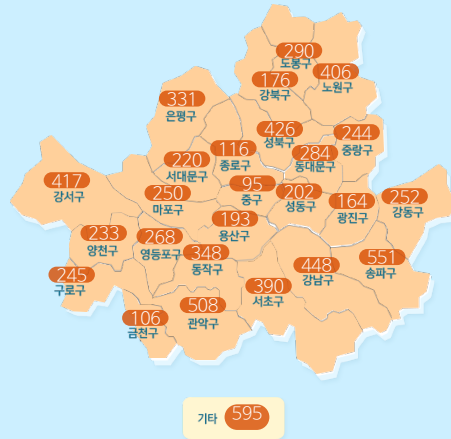 290
도봉구
406
노원구
176
강북구
331
은평구
426
성북구
244
중랑구
116
종로구
284
동대문구
220
서대문구
417
강서구
250
마포구
95
중구
202
성동구
164
광진구
252
강동구
193
용산구
233
양천구
268
영등포구
348
동작구
551
송파구
448
강남구
245
구로구
390
서초구
508
관악구
106
금천구
기타 595